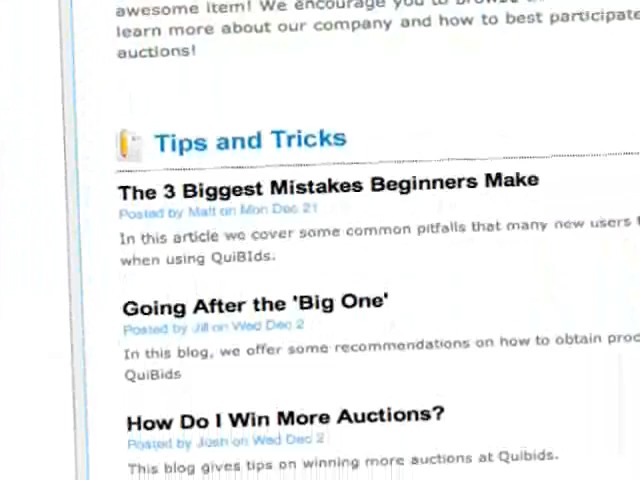 awesome item! We encourage you to browse
learn more about our company and how to best participate
auctions!
Tips and Tricks
The 3 Biggest Mistakes Beginners Make
Posted by Matt on Mon Dec 21
In this article we cover some common pitfalls that many new users
when using QuiBIds.
Going After the 'Big One'
Posted by Jill on Wed Dec 2
In this blog, we offer some recommendations on how to obtain prod
QuiBids
How Do I Win More Auctions?
Posted by Josh on Wed Dec 2
This blog gives tips on winning more auctions at Quibids.